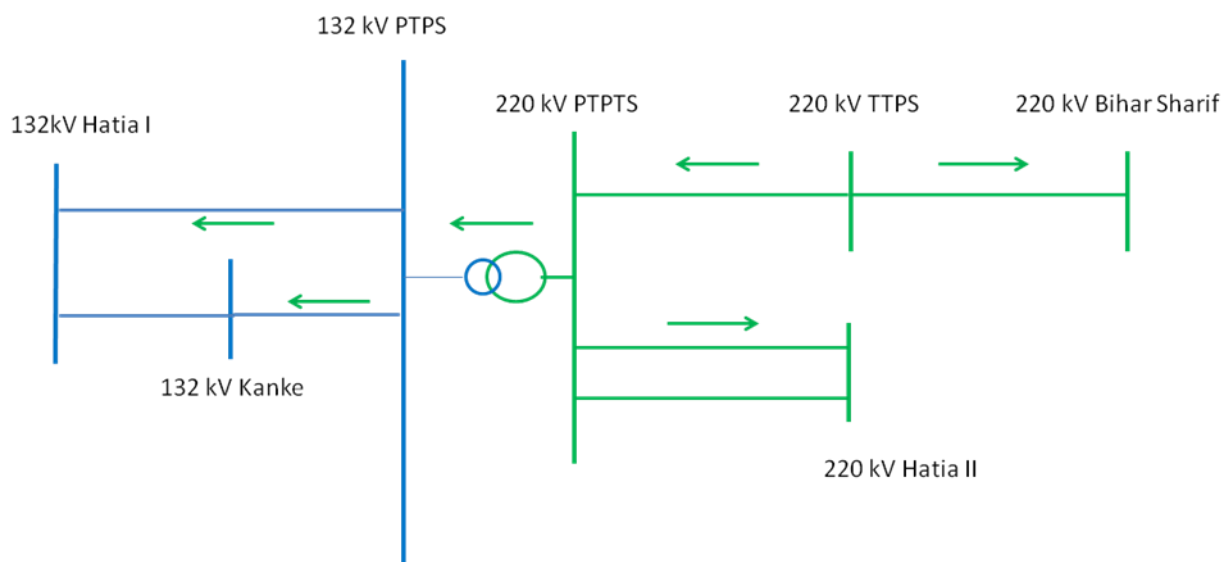 132 kV PTPS
220 kV PTPTS
220 kV TTPS
220 kV Bihar Sharif
132kV Hatia I
132 kV Kanke
220 kV Hatia II